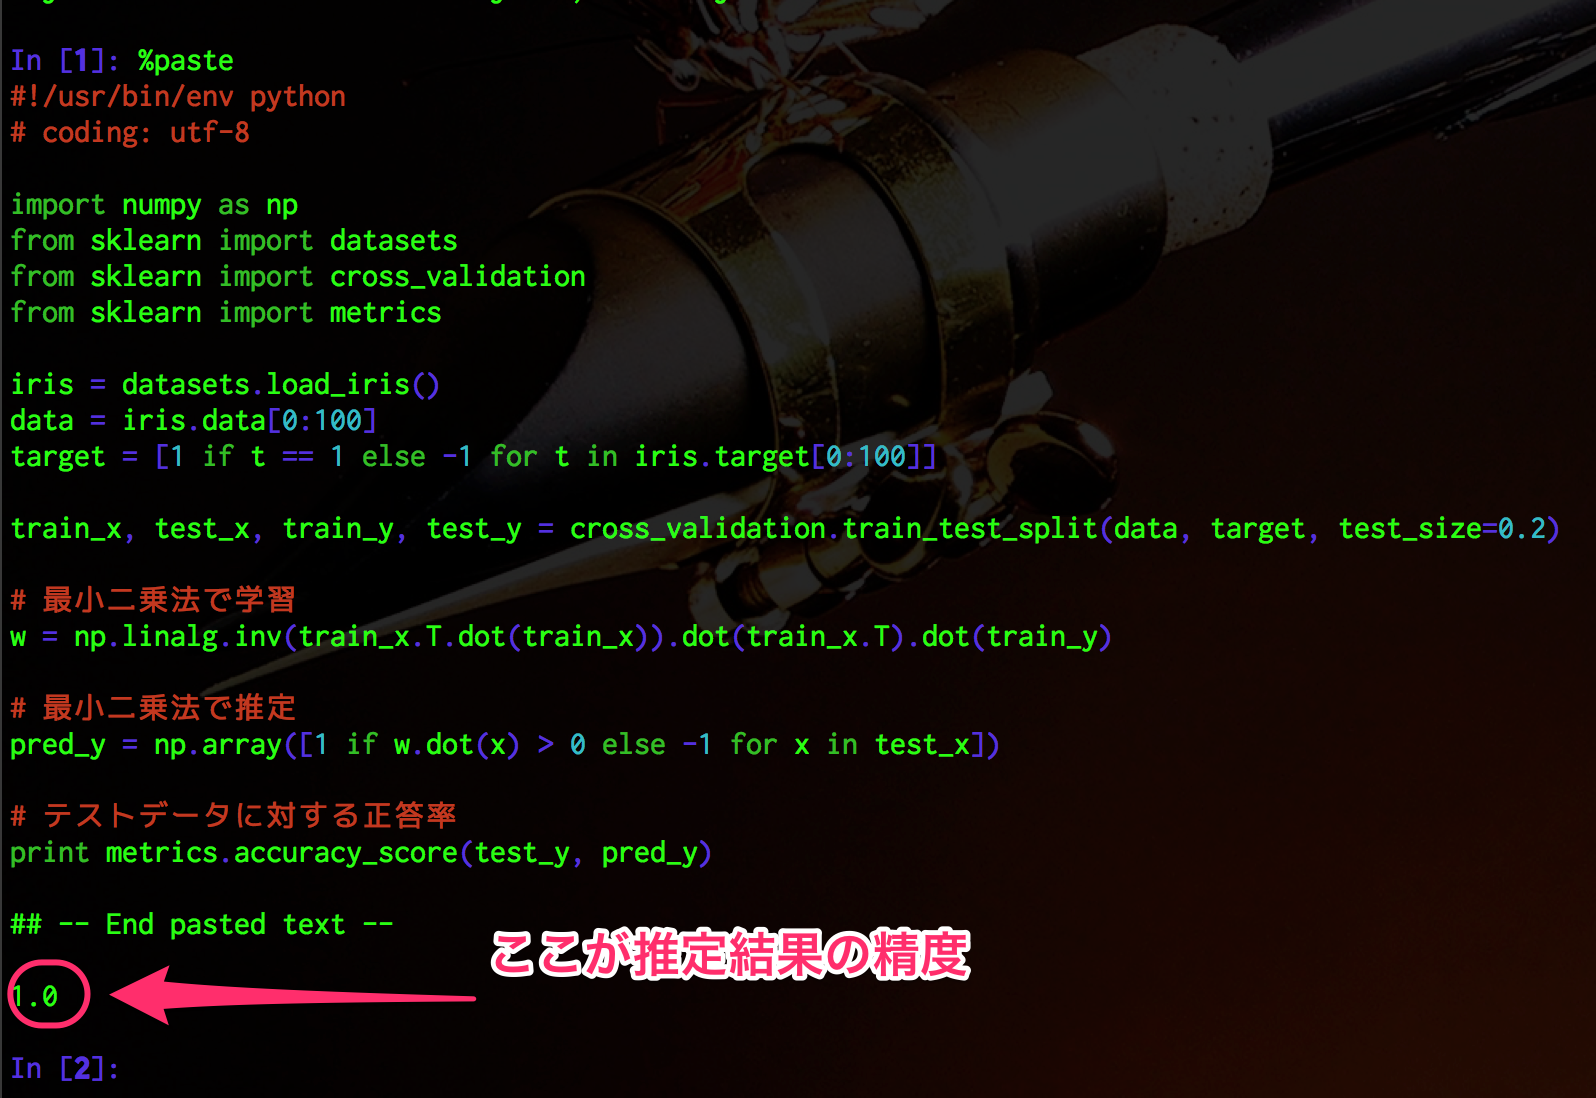 In [1]: %paste
#!/usr/bin/env python
# coding: utf-8
import numpy as np
from sklearn import datasets
from sklearn import cross_validation
from sklearn import metrics
iris = datasets.load_iris()
data = iris.data[0:100]
target = [1 if t == 1 else -1 for t in iris.target[0:100]]
train_x, test_x, train_y, test_y = cross_validation.train_test_split(data, target, test_size=0.2)
# 最小二乗法で学習
w = np.linalg.inv(train_x.T.dot(train_x)).dot(train_x.T).dot(train_y)
# 最小二乗法で推定
pred_y = np.array([1 if w.dot(x) > 0 else -1 for x in test_x])
# テストデータに対する正答率
print metrics.accuracy_score(test_y, pred_y)
## -- End pasted text --
ここが推定結果の精度
1.0
In [2]: